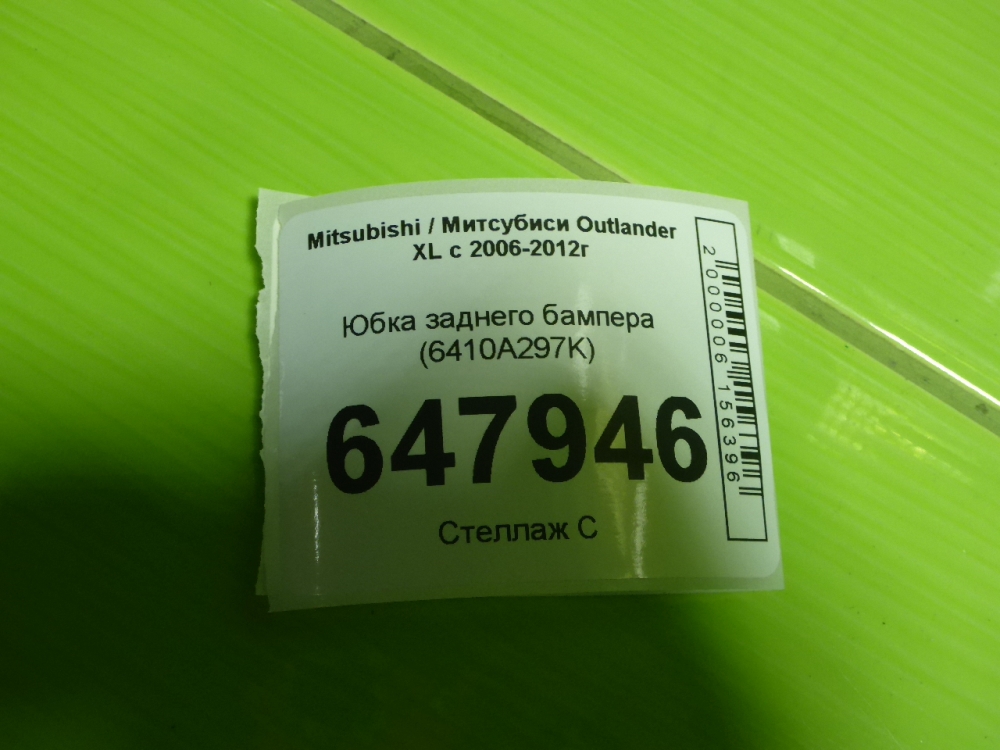 Mitsubishi / Митсубиси Outlander
XL с 2006-2012г
Юбка заднего бампера
(6410A297K)
647946
Стеллаж С
2000006156396